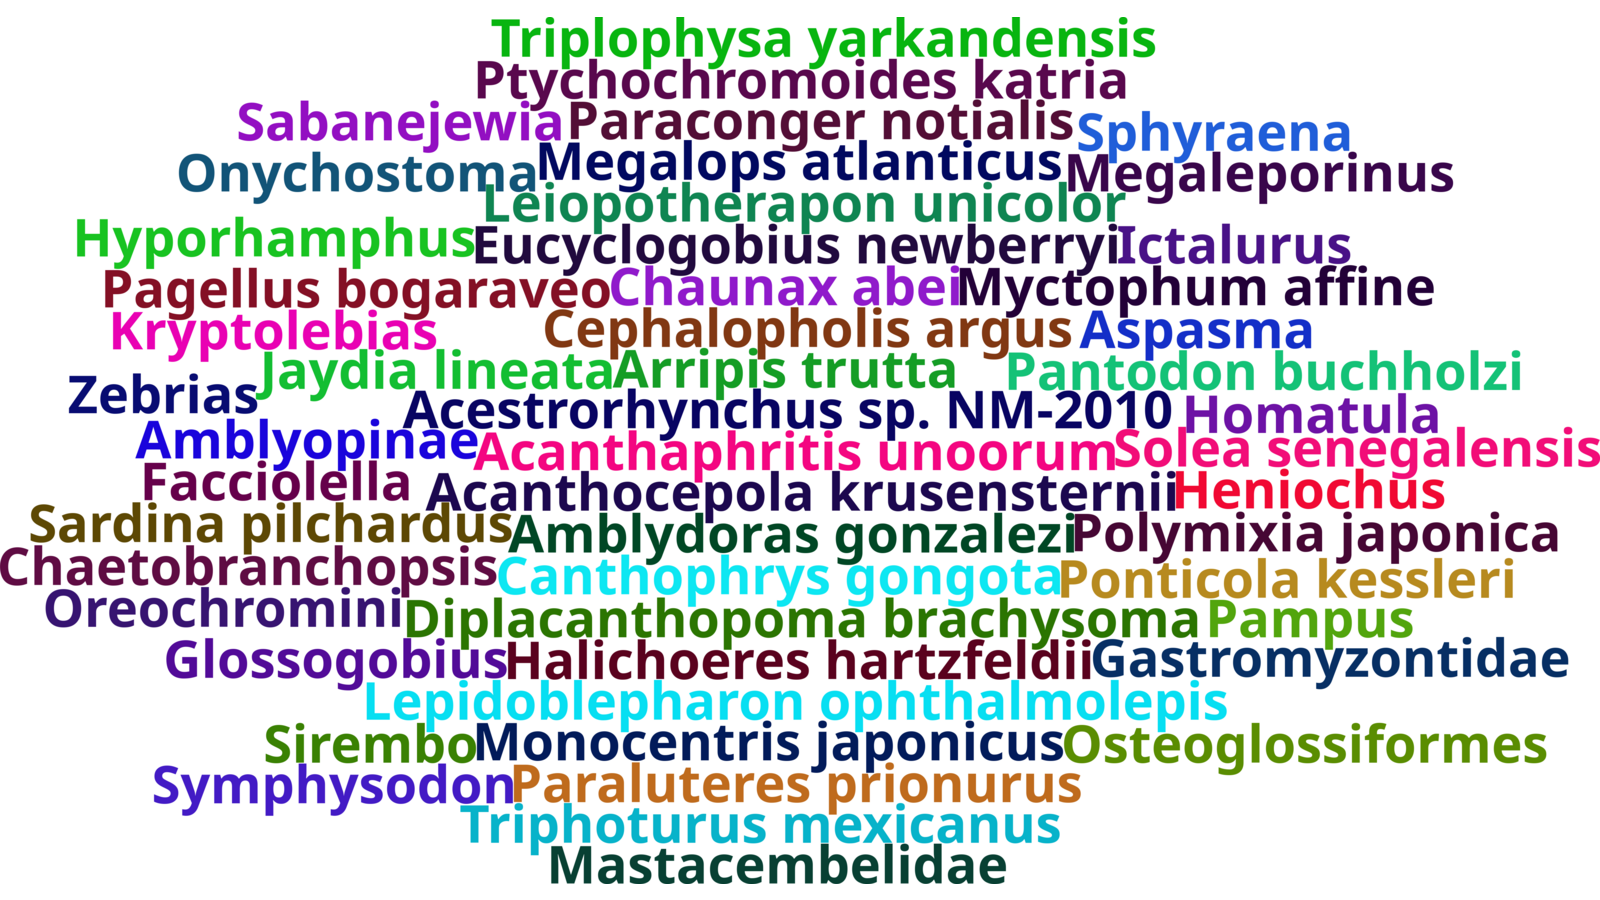 Triplophysa yarkandensis
Ptychochromoides katria
Sabanejewia Paraconger notialis Sphyraena
Onychostoma Megalops atlanticus Megaleporinus
Leiopotherapon unicolor
Hyporhamphus Eucyclogobius newberryi Ictalurus
Pagellus bogaraveo Chaunax abei Myctophum affine
Kryptolebias Cephalopholis argus Aspasma
Jaydia lineata Arripis trutta Pantodon buchholzi
Zebrias Acestrorhynchus sp. NM-2010 Homatula
Amblyopinae Acanthaphritis unoorum Solea senegalensis
Facciolella Acanthocepola krusensternii Heniochus
Sardina pilchardus Amblydoras gonzalezi Polymixia japonica
Chaetobranchopsis Canthophrys gongota Ponticola kessleri
Oreochromini Diplacanthopoma brachysoma Pampus
Glossogobius Halichoeres hartzfeldii Gastromyzontidae
Lepidoblepharon ophthalmolepis
Sirembo Monocentris japonicus Osteoglossiformes
Symphysodon Paraluteres prionurus
Triphoturus mexicanus
Mastacembelidae